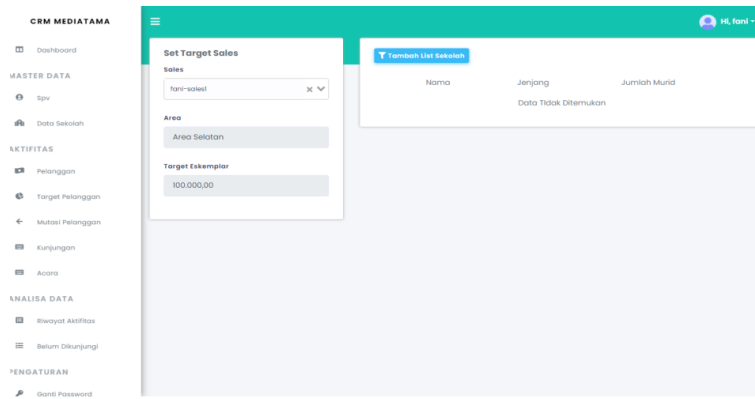 CRM MEDIATAMA
Dashboard
MASTER DATA
Spv
Data Sekolah
AKTIFITAS
Pelanggan
Target Pelanggan
Mutasi Pelanggan
Kunjungan
Acara
ANALISA DATA
Riwayat Aktifitas
Belum Dikunjungi
PENGATURAN
Ganti Password
Hi, fani
Set Target Sales
Sales
fani-sales1
Area
Area Selatan
Target Eskemplar
100.000,00
Tambah List Sekolah
Nama Jenjang Jumlah Murid
Data Tidak Ditemukan